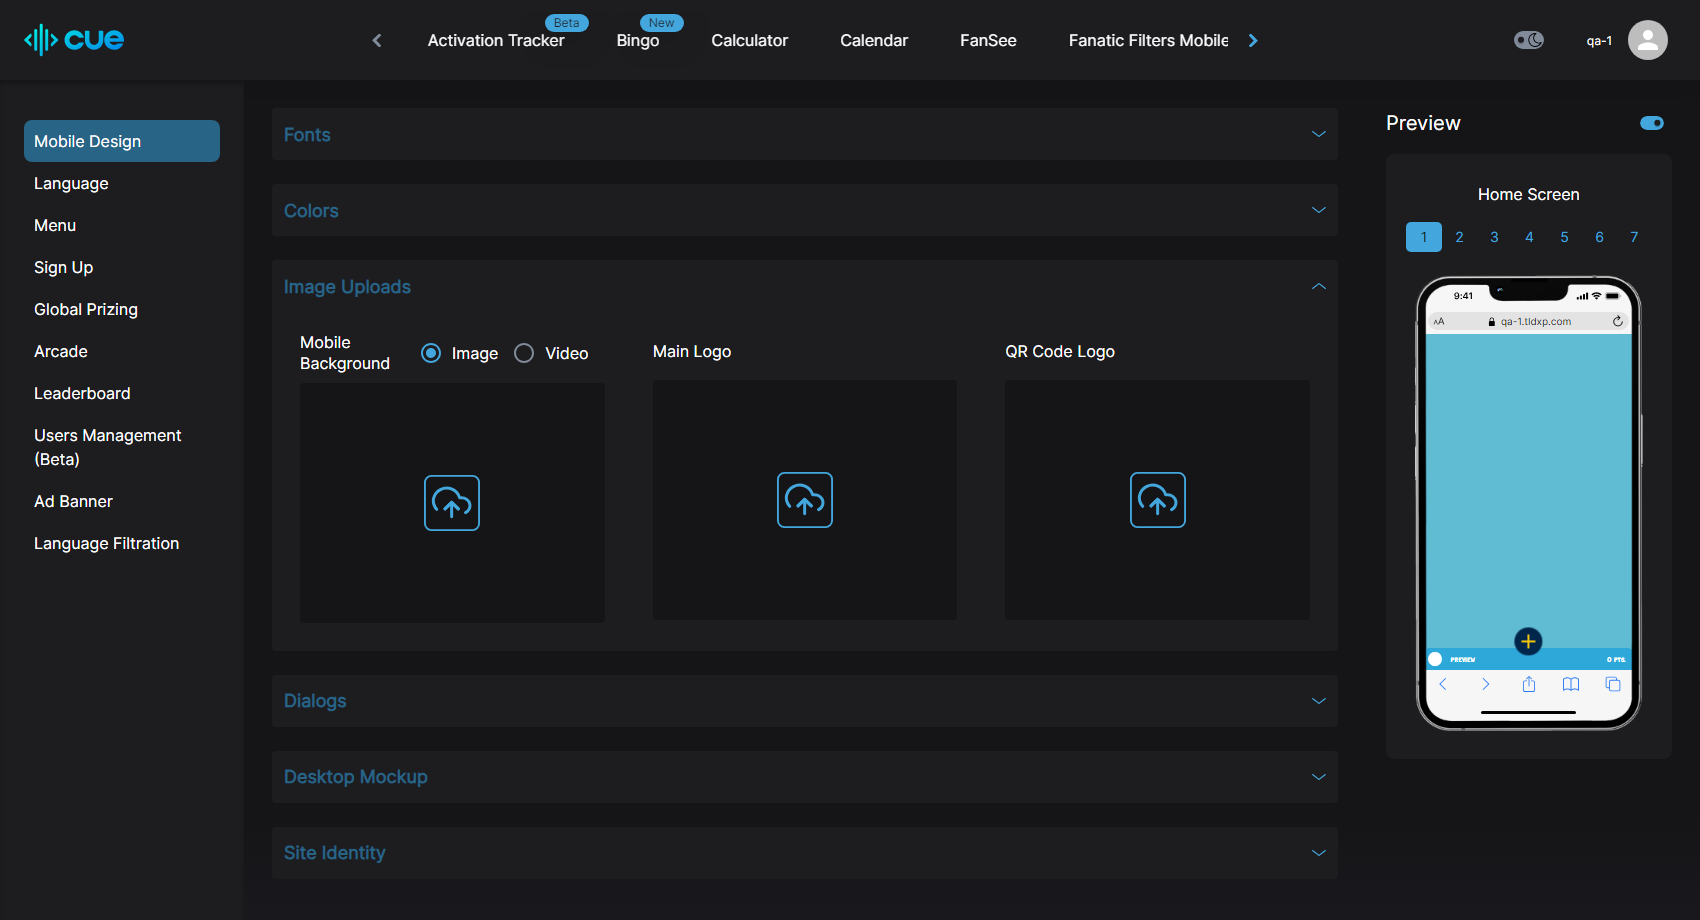 cue
Activation Tracker
Beta
Bingo
New
Calculator
Calendar
FanSee
Fanatic Filters Mobile
qa-1
Mobile Design
Language
Menu
Sign Up
Global Prizing
Arcade
Leaderboard
Users Management
(Beta)
Ad Banner
Language Filtration
Fonts
Colors
Image Uploads
Mobile
Background
Image
Video
Main Logo
QR Code Logo
Dialogs
Desktop Mockup
Site Identity
Preview
Home Screen
1 2 3 4 5 6 7
9:41
AA qa-1.tldxp.com
PREVIEW
0 PTS.